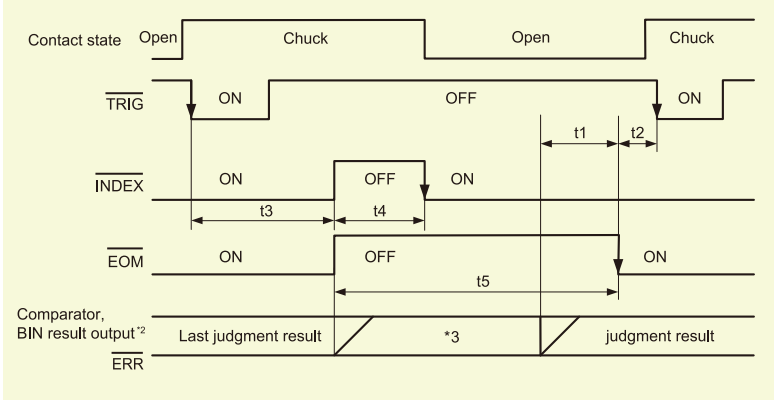 Contact state Open Chuck Open Chuck
TRIG ON OFF ON
t1 t2
INDEX ON OFF ON
t3 t4
EOM ON OFF ON
t5
Comparator,
BIN result output*2 Last judgment result *3 judgment result
ERR